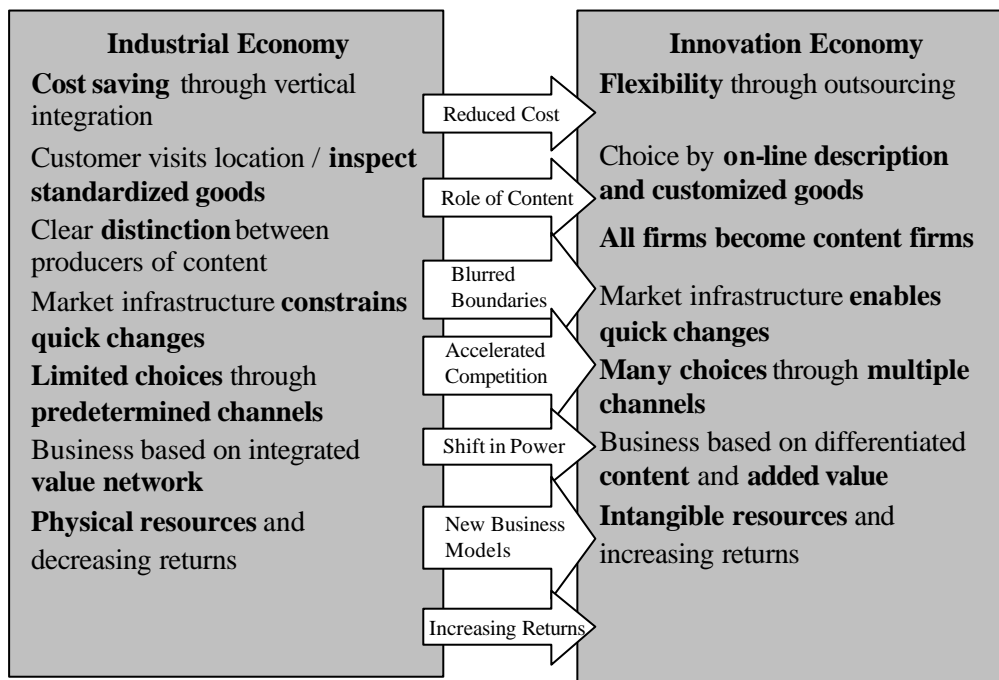 Industrial Economy
Cost saving through vertical
integration
Customer visits location / inspect
standardized goods
Clear distinction between
producers of content
Market infrastructure constrains
quick changes
Limited choices through
predetermined channels
Business based on integrated
value network
Physical resources and
decreasing returns
Reduced Cost
Role of Content
Blurred
Boundaries
Accelerated
Competition
Shift in Power
New Business
Models
Increasing Returns
Innovation Economy
Flexibility through outsourcing
Choice by on-line description
and customized goods
All firms become content firms
Market infrastructure enables
quick changes
Many choices through multiple
channels
Business based on differentiated
content and added value
Intangible resources and
increasing returns